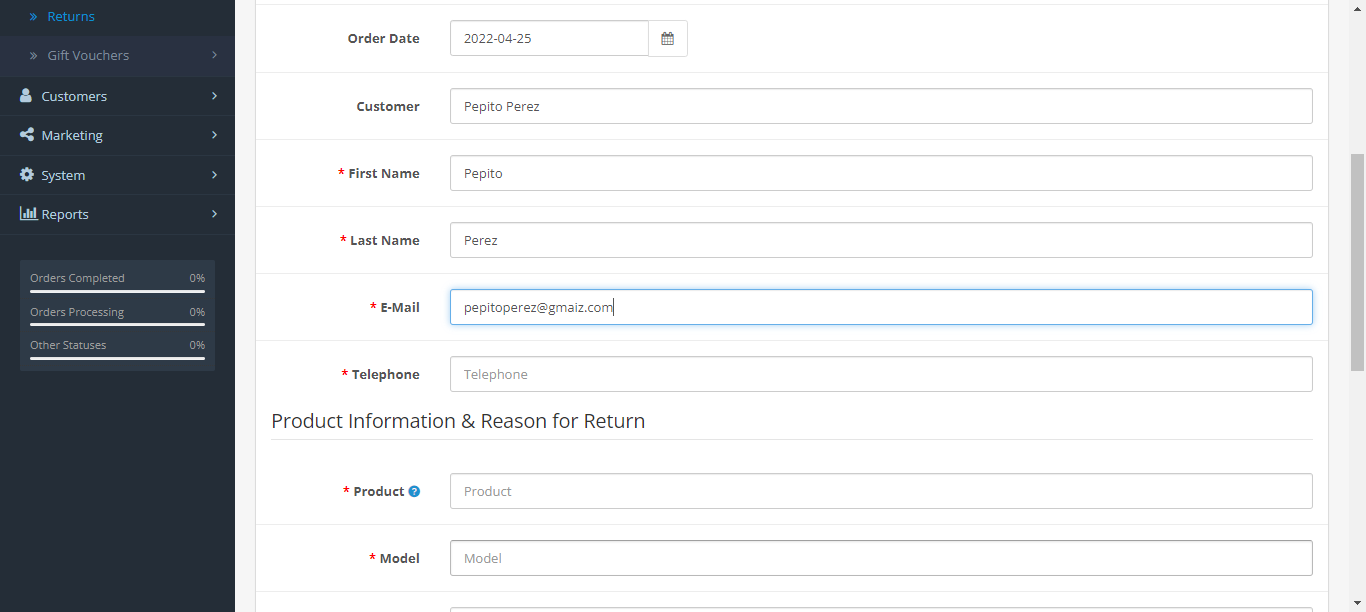 Returns
Gift Vouchers
Customers
Marketing
System
Reports
Orders Completed 0%
Orders Processing 0%
Other Statuses 0%
Order Date 2022-04-25
Customer Pepito Perez
* First Name Pepito
* Last Name Perez
* E-Mail pepitoperez@gmaiz.com
* Telephone Telephone
Product Information & Reason for Return
* Product ? Product
* Model Model